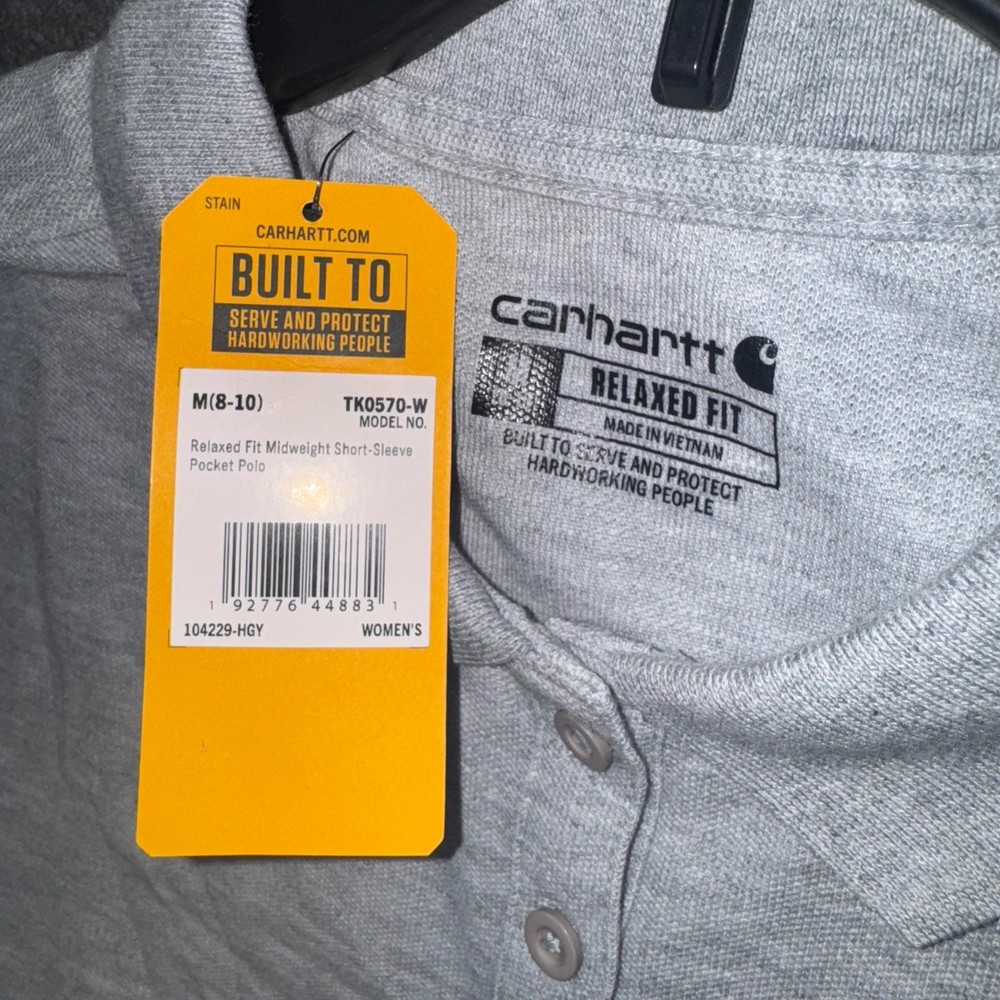 STAIN
CARHARTT.COM
BUILT TO
SERVE AND PROTECT
HARDWORKING PEOPLE
M(8-10)
TK0570-W
MODEL NO.
Relaxed Fit Midweight Short-Sleeve
Pocket Polo
1 92776 44883 1
104229-HGY
WOMEN'S
carhartt
M
RELAXED FIT
MADE IN VIETNAM
BUILT TO SERVE AND PROTECT
HARDWORKING PEOPLE